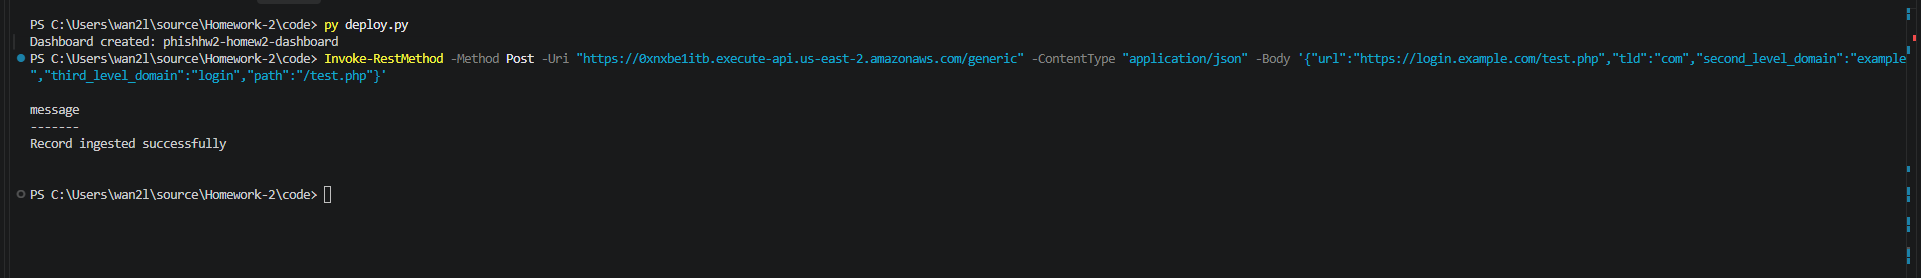 PS C:\Users\wan2l\source\Homework-2\code> py deploy.py
Dashboard created: phishhw2-homew2-dashboard
PS C:\Users\wan2l\source\Homework-2\code> Invoke-RestMethod -Method Post -Uri "https://0xnxbe1itb.execute-api.us-east-2.amazonaws.com/generic" -ContentType "application/json" -Body '{"url":"https://login.example.com/test.php","tld":"com","second_level_domain":"example
","third_level_domain":"login","path":"/test.php"}'
message
-------
Record ingested successfully
PS C:\Users\wan2l\source\Homework-2\code>